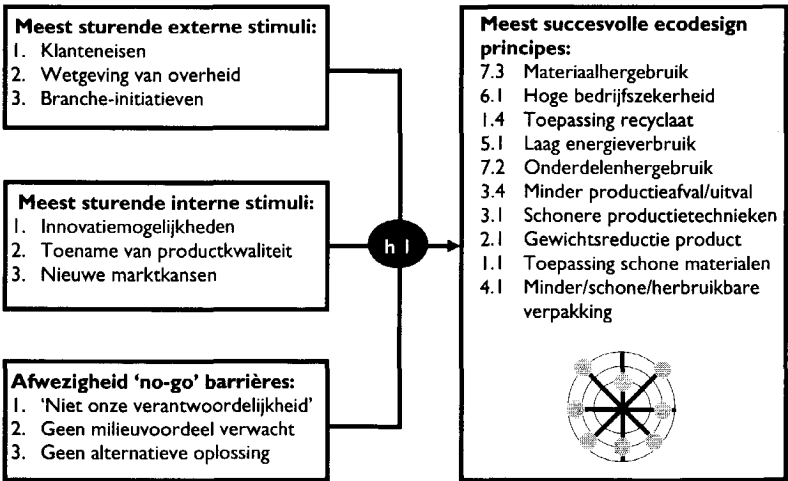 Meest sturende externe stimuli:
1. Klanteneisen
2. Wetgeving van overheid
3. Branche-initiatieven
Meest sturende interne stimuli:
1. Innovatiemogelijkheden
2. Toename van productkwaliteit
3. Nieuwe marktkansen
Afwezigheid 'no-go' barrières:
1. 'Niet onze verantwoordelijkheid'
2. Geen milieuvoordeel verwacht
3. Geen alternatieve oplossing
h 1
Meest succesvolle ecodesign
principes:
7.3 Materiaalhergebruik
6.1 Hoge bedrijfszekerheid
1.4 Toepassing recyclaat
5.1 Laag energieverbruik
7.2 Onderdelenhergebruik
3.4 Minder productieafval/uitval
3.1 Schonere productietechnieken
2.1 Gewichtsreductie product
1.1 Toepassing schone materialen
4.1 Minder/schone/herbruikbare
verpakking